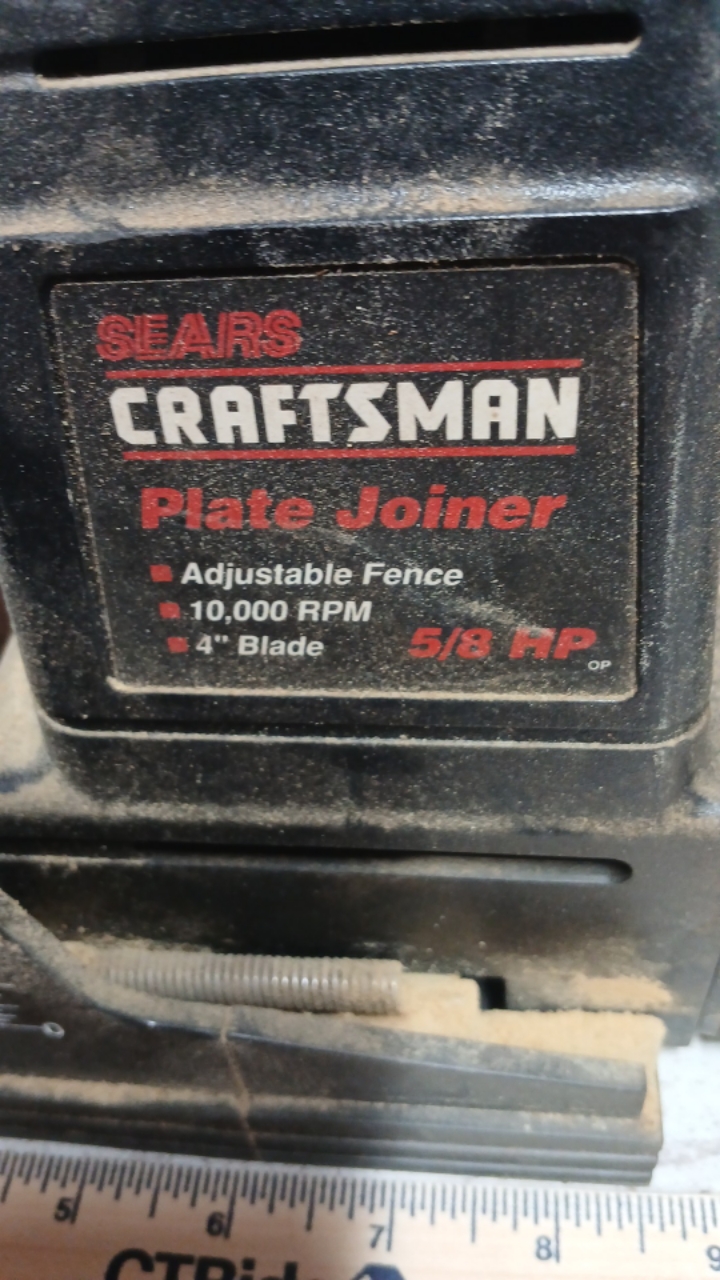 SEARS
CRAFTSMAN
Plate Joiner
Adjustable Fence
10,000 RPM
4" Blade
5/8 HP
OP
5 6 7 8 9